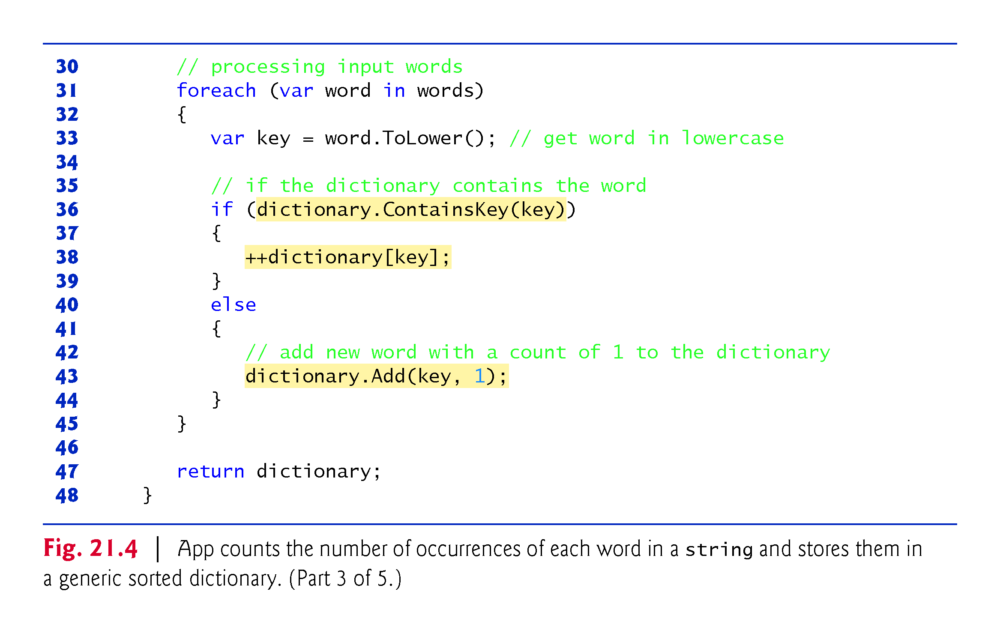 30 // processing input words
31 foreach (var word in words)
32 {
33 var key = word.ToLower(); // get word in lowercase
34
35 // if the dictionary contains the word
36 if (dictionary.ContainsKey(key))
37 {
38 ++dictionary[key];
39 }
40 else
41 {
42 // add new word with a count of 1 to the dictionary
43 dictionary.Add(key, 1);
44 }
45 }
46
47 return dictionary;
48 }
Fig. 21.4 | App counts the number of occurrences of each word in a string and stores them in
a generic sorted dictionary. (Part 3 of 5.)